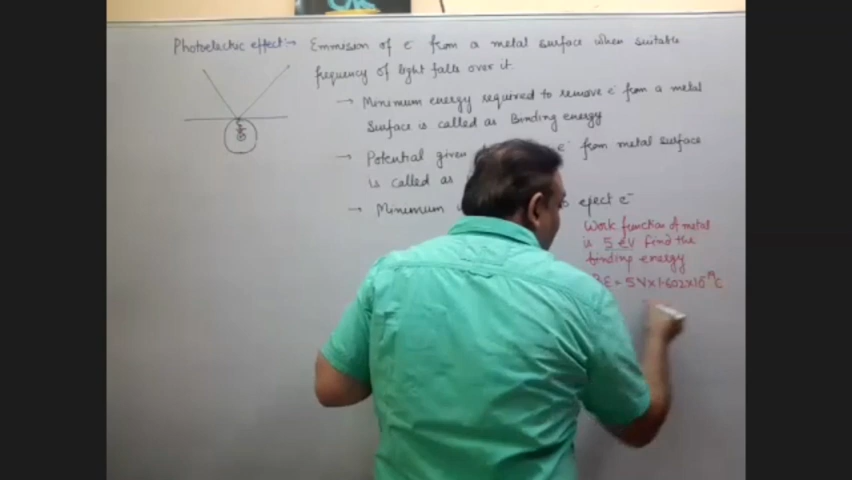 Photoelectric effect:→ Emmision of e⁻ from a metal surface when suitable
frequency of light falls over it.
→ Minimum energy required to remove e⁻ from a metal
Surface is called as Binding energy
→ Potential given e⁻ from metal surface
is called as
→ Minimum eject e⁻
Work function of metal
is 5 eV find the
binding energy
BE = 5V×1.602×10⁻¹⁹C